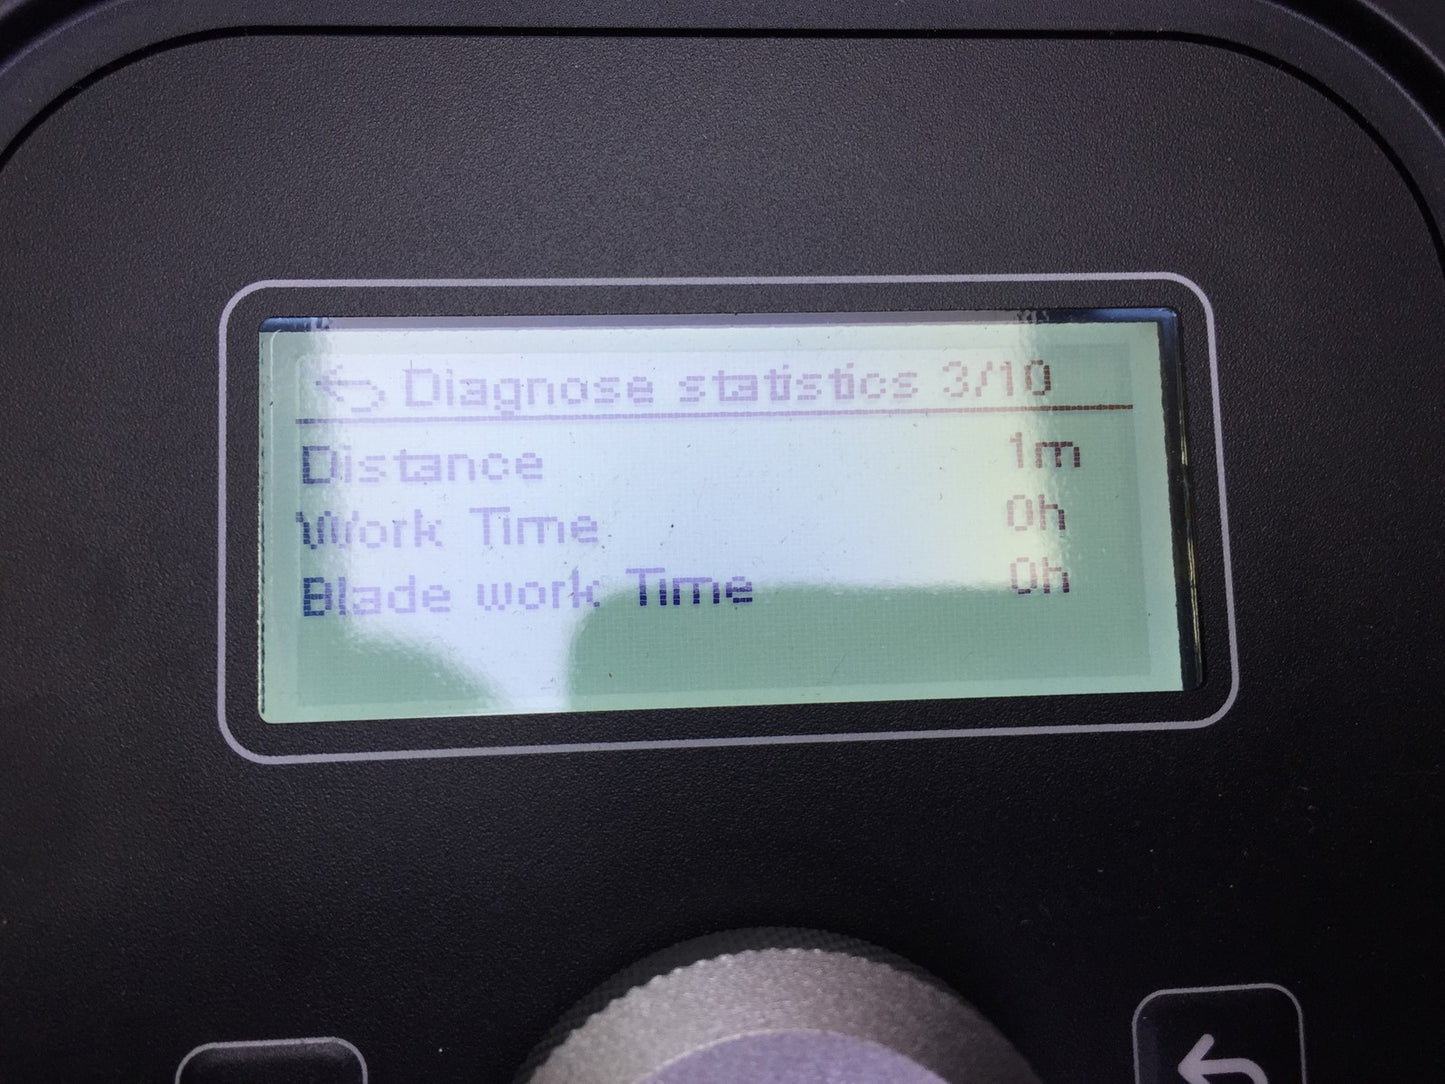 Diagnose statistics 3/10
Distance 1m
Work Time 0h
Blade work Time 0h